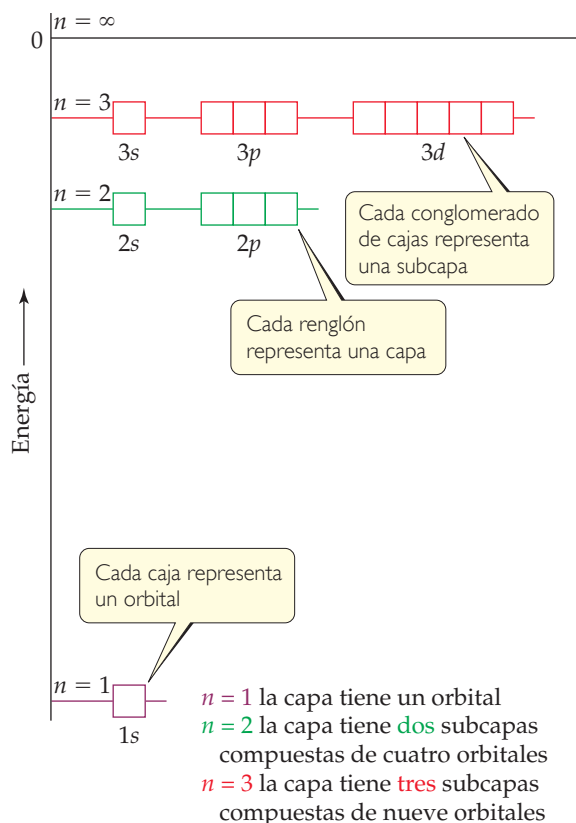 n = ∞
0
n = 3
3s
3p
3d
n = 2
2s
2p
Cada conglomerado
de cajas representa
una subcapa
Cada renglón
representa una capa
Energía
Cada caja representa
un orbital
n = 1
1s
n = 1 la capa tiene un orbital
n = 2 la capa tiene dos subcapas
compuestas de cuatro orbitales
n = 3 la capa tiene tres subcapas
compuestas de nueve orbitales